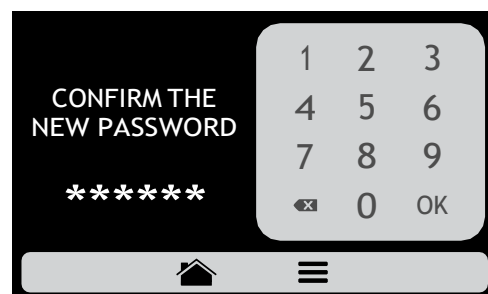 CONFIRM THE
NEW PASSWORD
******
1 2 3
4 5 6
7 8 9
0 OK